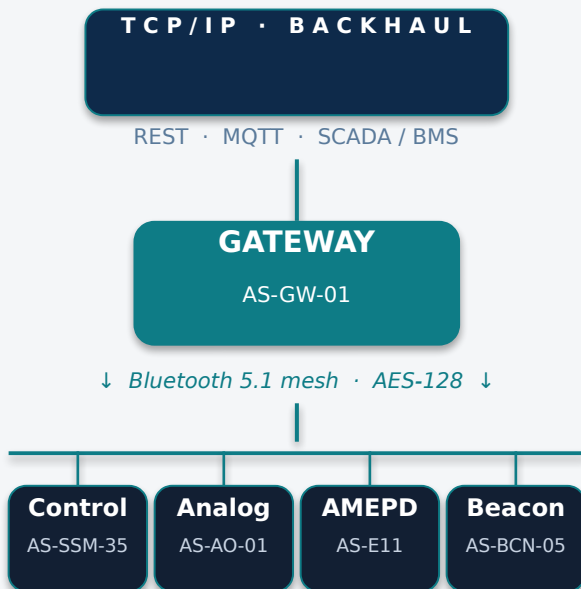 TCP/IP · BACKHAUL
REST · MQTT · SCADA / BMS
GATEWAY
AS-GW-01
↓ Bluetooth 5.1 mesh · AES-128 ↓
Control Analog AMEPD Beacon
AS-SSM-35 AS-AO-01 AS-E11 AS-BCN-05